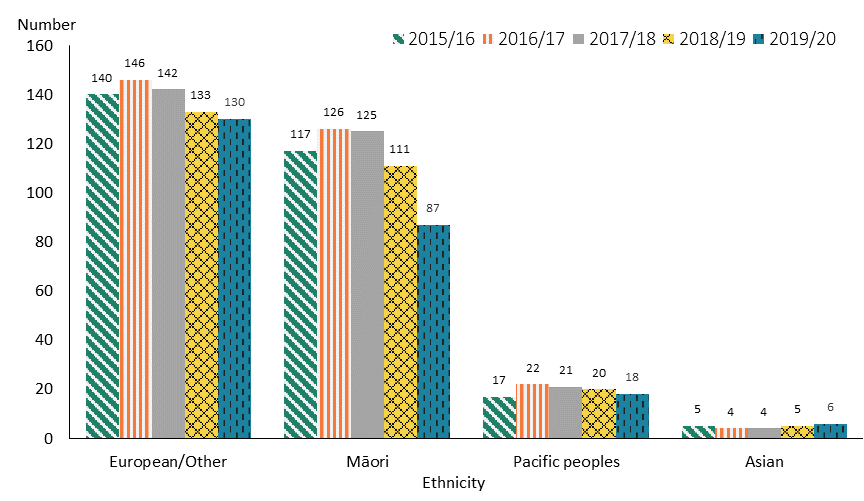 Number
2015/16 2016/17 2017/18 2018/19 2019/20
160
140
120
100
80
60
40
20
0
140 146 142 133 130
117 126 125 111 87
17 22 21 20 18
5 4 4 5 6
European/Other Māori Pacific peoples Asian
Ethnicity